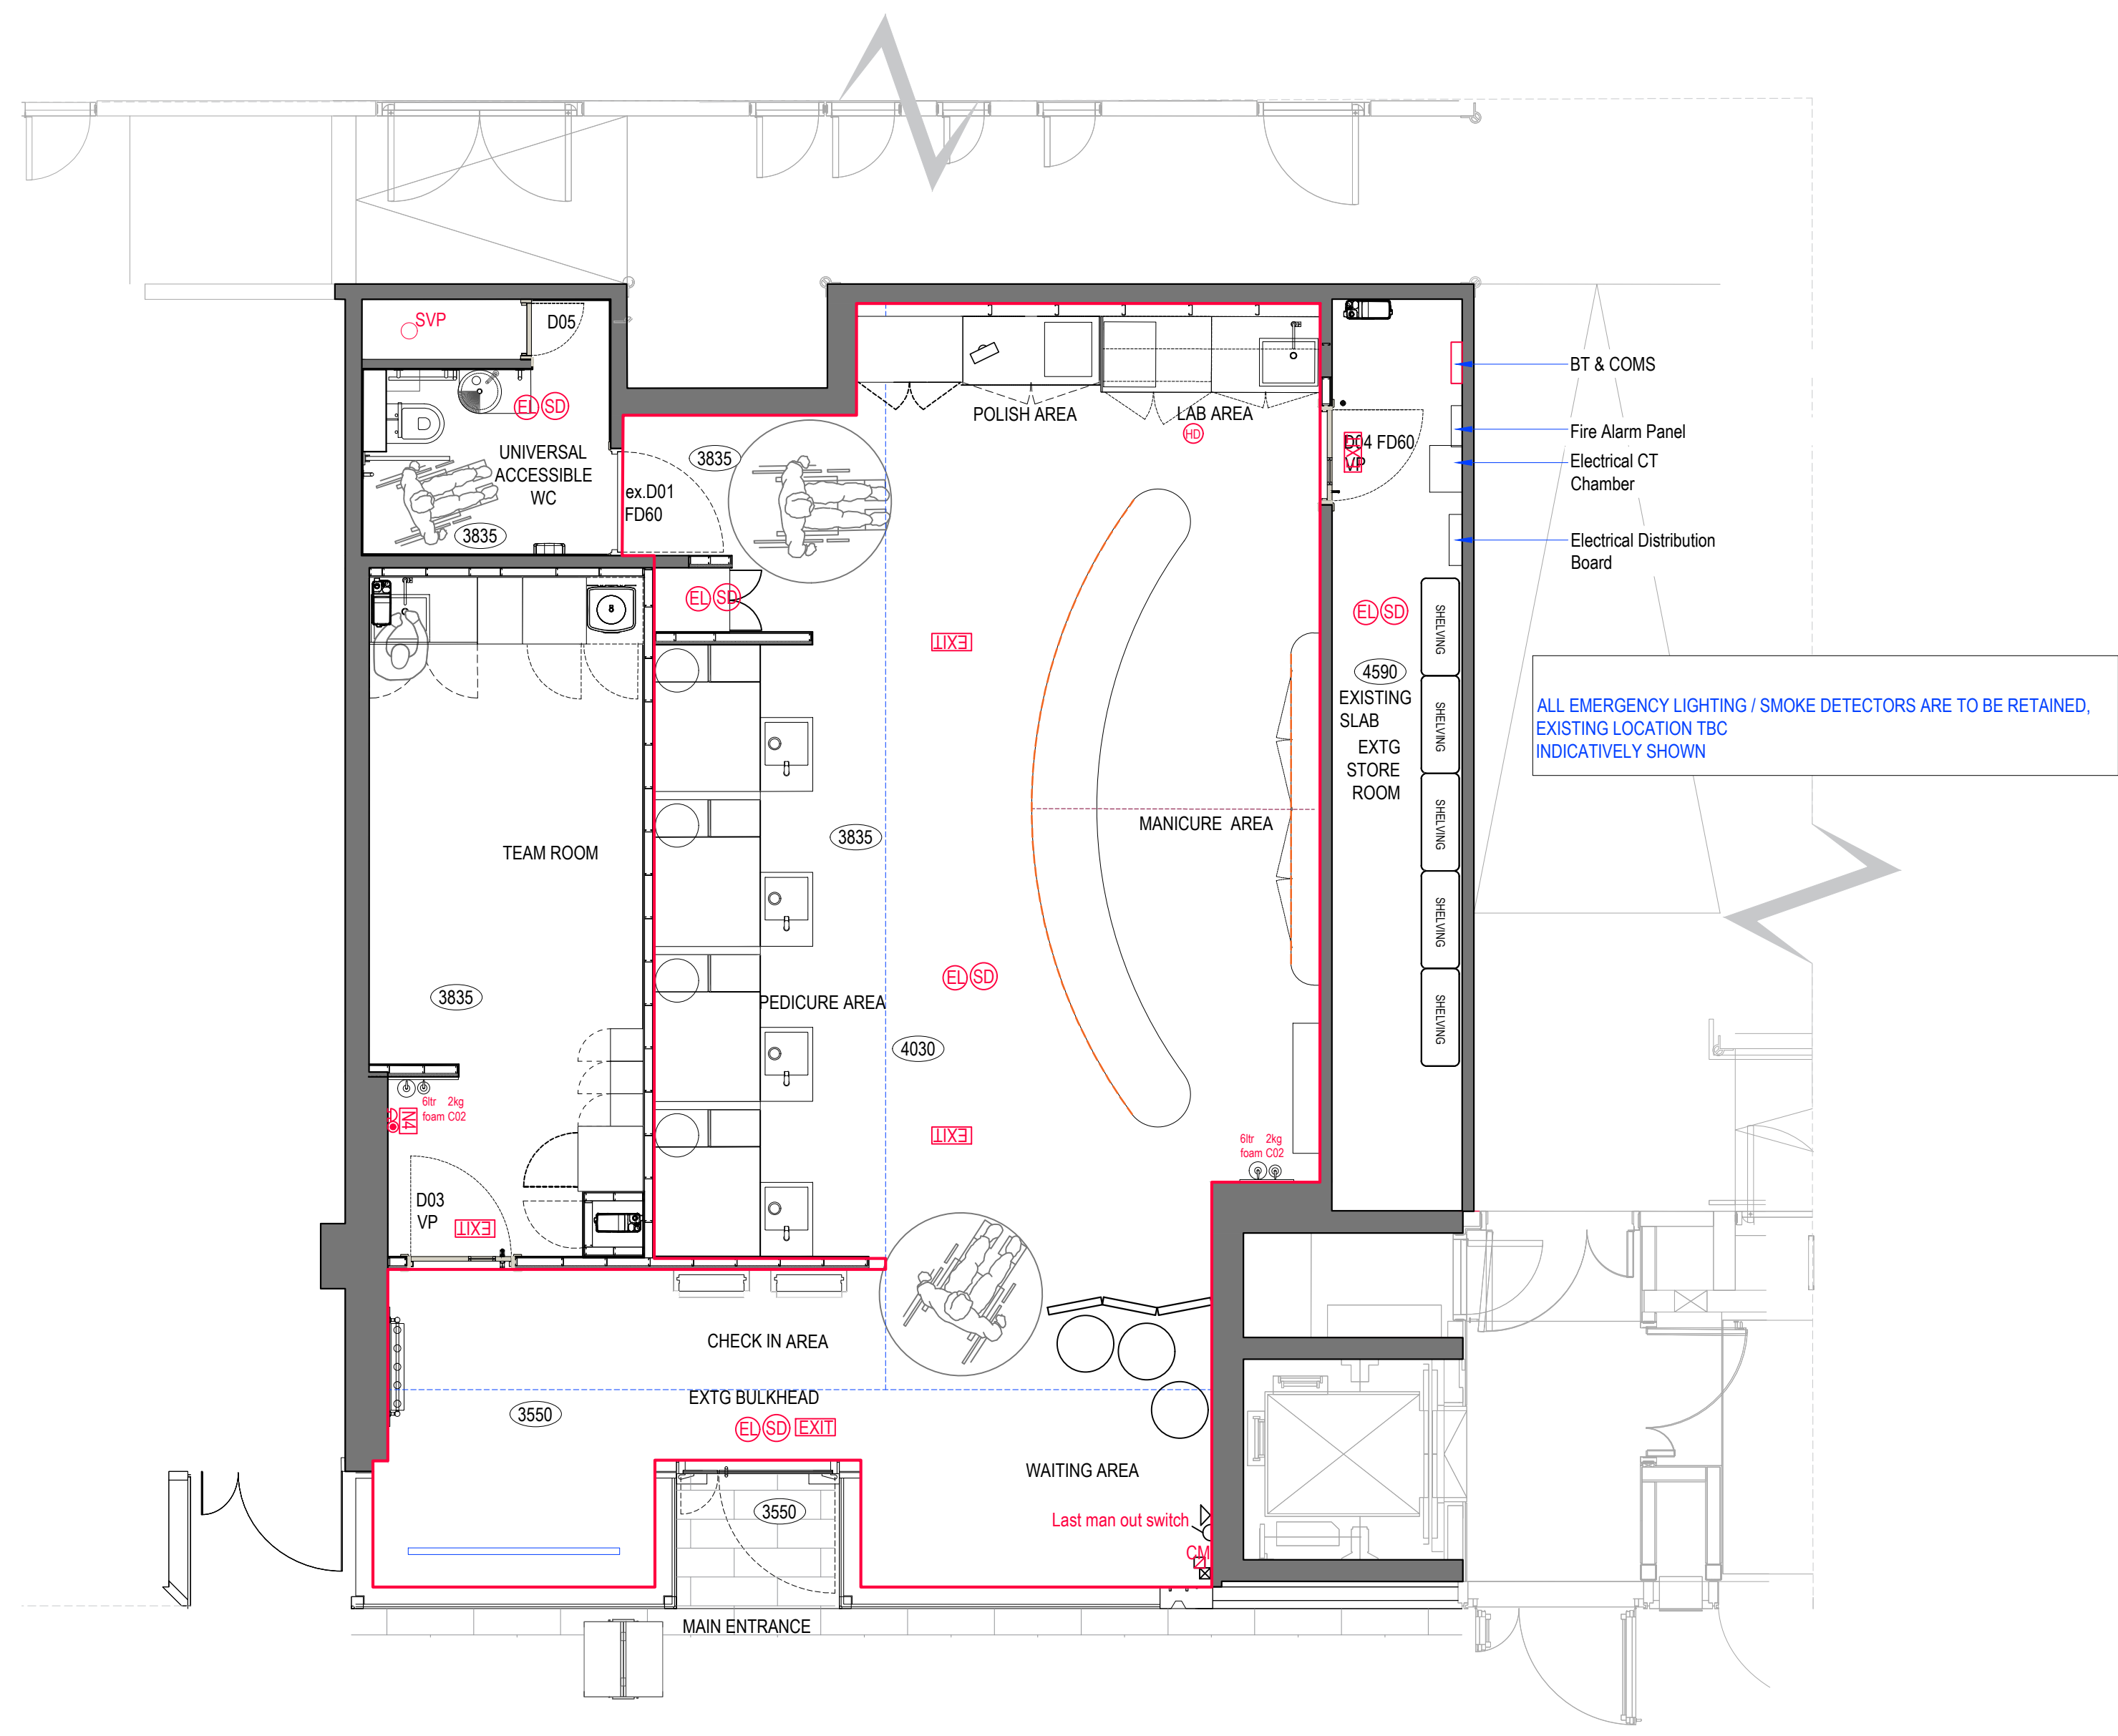 SVP
D05
EL SD
UNIVERSAL
ACCESSIBLE
WC
3835
ex.D01
FD60
3835
POLISH AREA
LAB AREA
HD
D04 FD60
VP
EXIT
BT & COMS
Fire Alarm Panel
Electrical CT
Chamber
Electrical Distribution
Board
EL SD
EXIT
EL SD
4590
EXISTING
SLAB
EXTG
STORE
ROOM
SHELVING
SHELVING
SHELVING
SHELVING
SHELVING
ALL EMERGENCY LIGHTING / SMOKE DETECTORS ARE TO BE RETAINED,
EXISTING LOCATION TBC
INDICATIVELY SHOWN
TEAM ROOM
3835
MANICURE AREA
3835
PEDICURE AREA
EL SD
4030
6ltr 2kg
foam C02
N4
EXIT
6ltr 2kg
foam C02
D03
VP
EXIT
CHECK IN AREA
EXTG BULKHEAD
3550
EL SD EXIT
WAITING AREA
3550
Last man out switch
CM
MAIN ENTRANCE